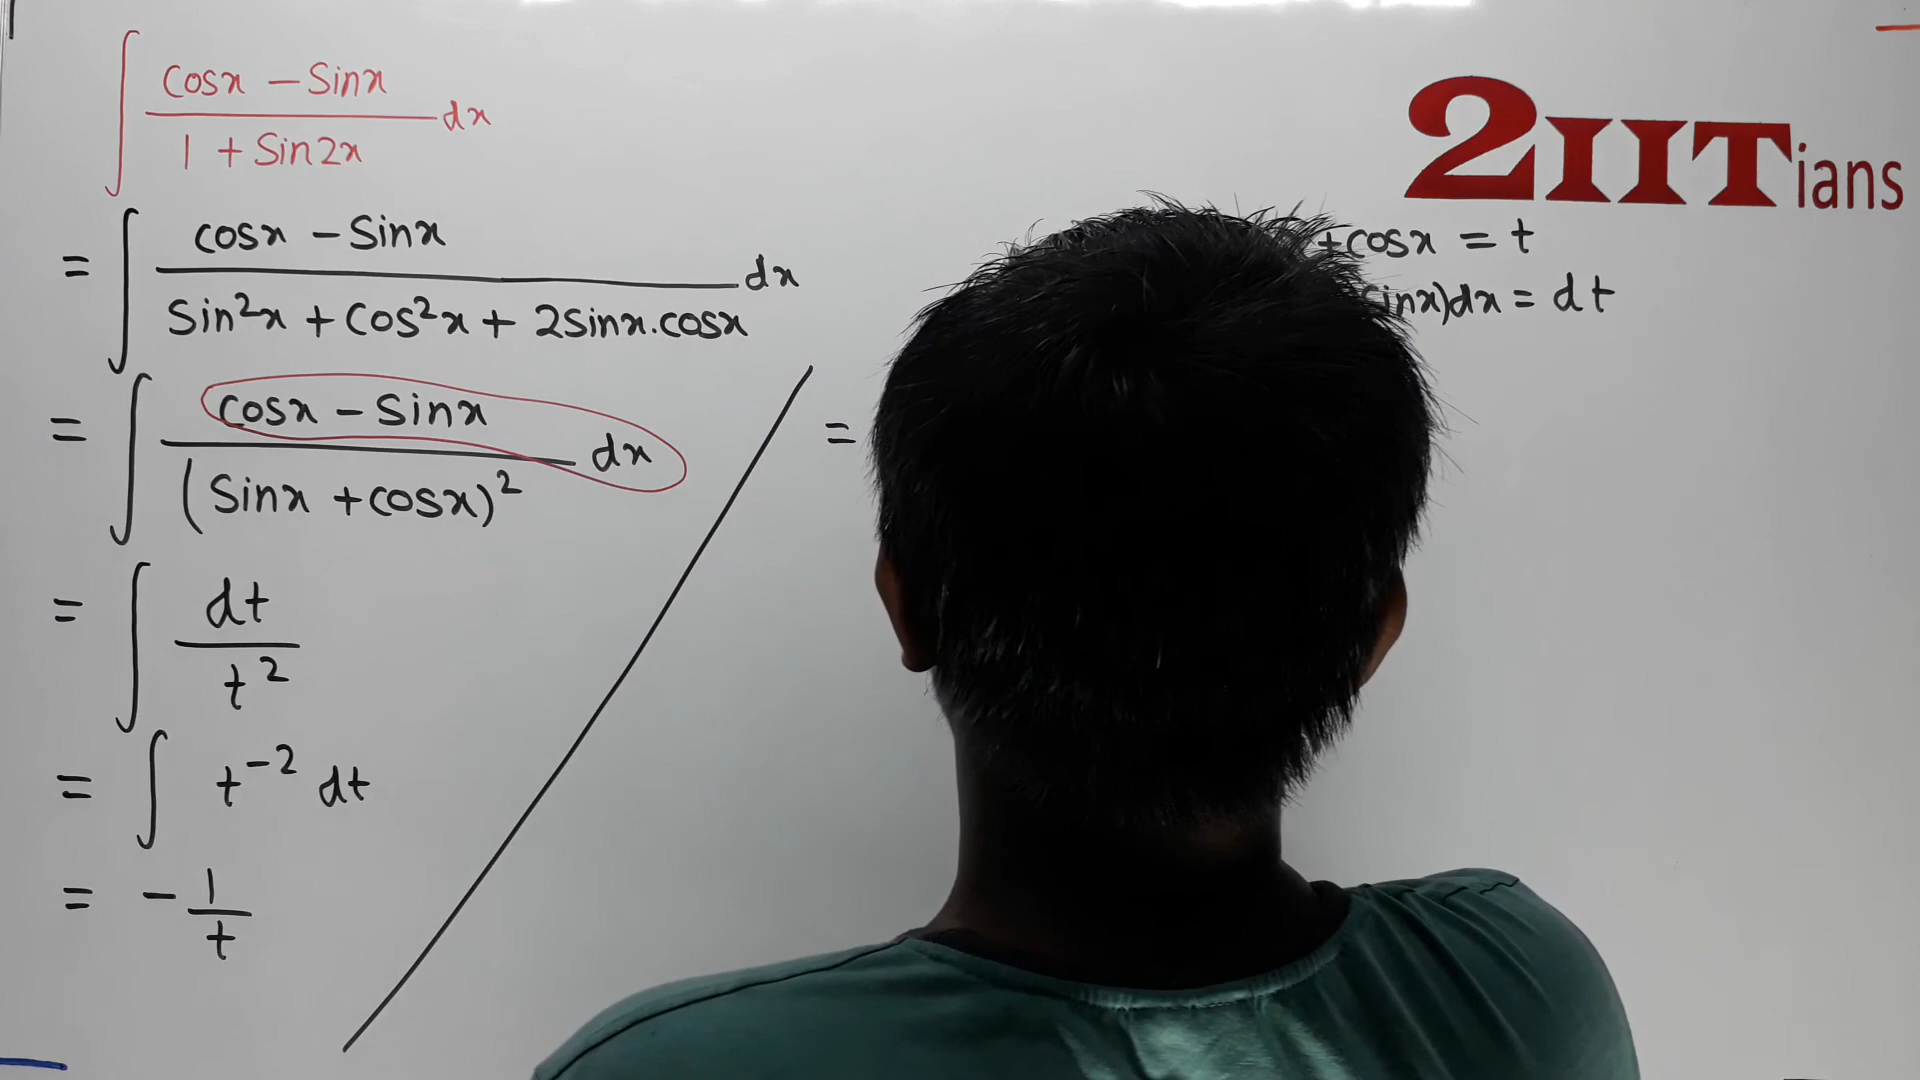 ∫ (cosx - Sinx)/(1 + Sin2x) dx
= ∫ (cosx - Sinx)/(Sin²x + cos²x + 2sinx.cosx) dx
= ∫ (cosx - Sinx)/(Sinx + cosx)² dx
= ∫ dt/t²
= ∫ t⁻² dt
= - 1/t
2IITians
+cosx = t
inx)dx = dt
=